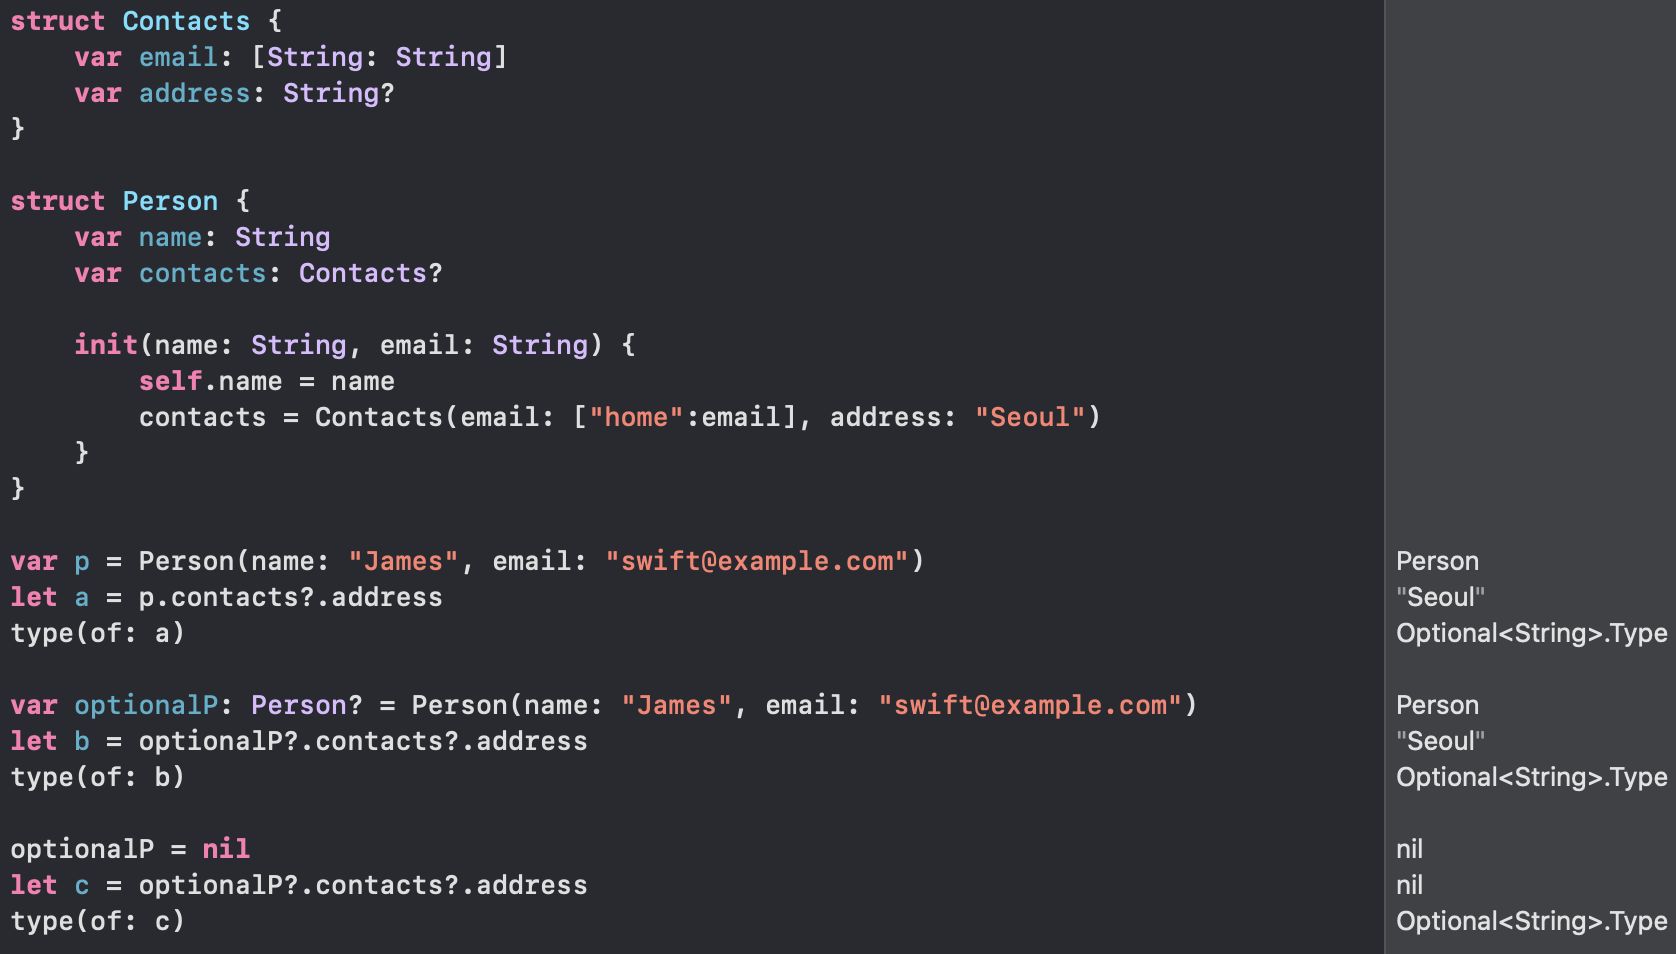 struct Contacts {
    var email: [String: String]
    var address: String?
}

struct Person {
    var name: String
    var contacts: Contacts?

    init(name: String, email: String) {
        self.name = name
        contacts = Contacts(email: ["home":email], address: "Seoul")
    }
}

var p = Person(name: "James", email: "swift@example.com") Person
let a = p.contacts?.address "Seoul"
type(of: a) Optional<String>.Type

var optionalP: Person? = Person(name: "James", email: "swift@example.com") Person
let b = optionalP?.contacts?.address "Seoul"
type(of: b) Optional<String>.Type

optionalP = nil nil
let c = optionalP?.contacts?.address nil
type(of: c) Optional<String>.Type